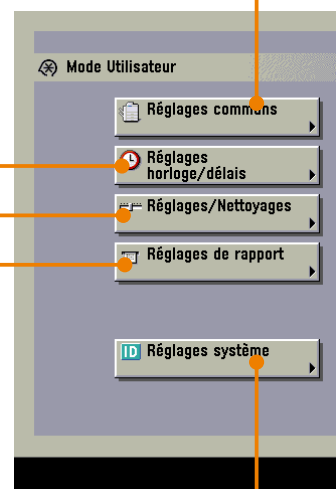 Mode Utilisateur
Réglages communs
Réglages
horloge/délais
Réglages/Nettoyages
Réglages de rapport
ID Réglages système